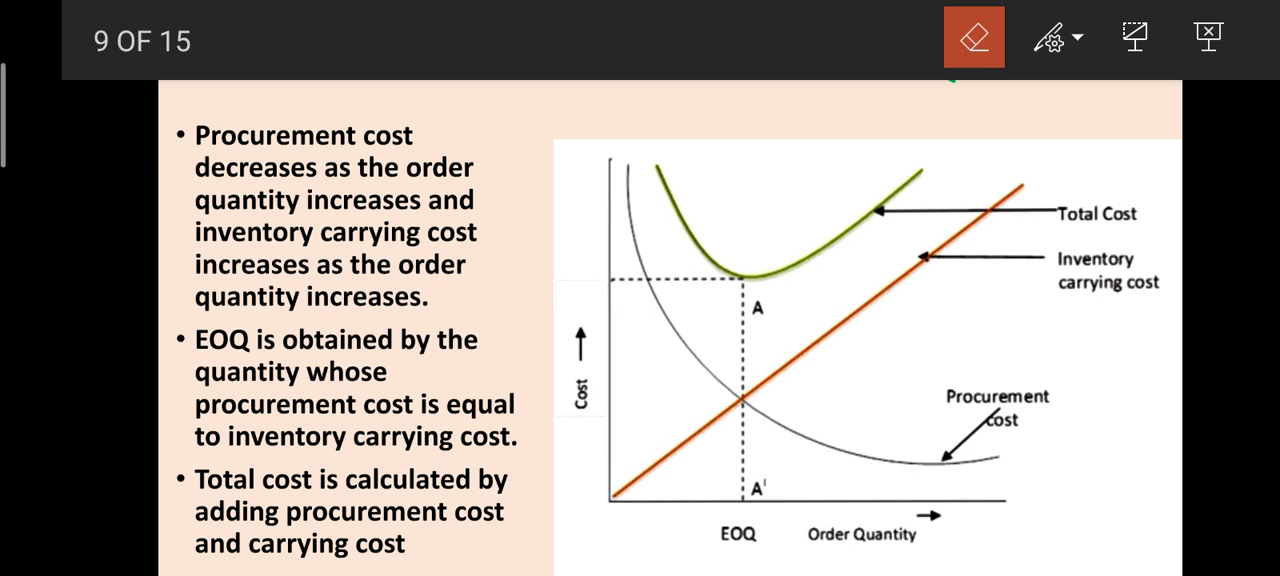 9 OF 15
• Procurement cost
decreases as the order
quantity increases and
inventory carrying cost
increases as the order
quantity increases.
• EOQ is obtained by the
quantity whose
procurement cost is equal
to inventory carrying cost.
• Total cost is calculated by
adding procurement cost
and carrying cost
Total Cost
Inventory
carrying cost
A
Cost
Procurement
cost
A'
EOQ
Order Quantity